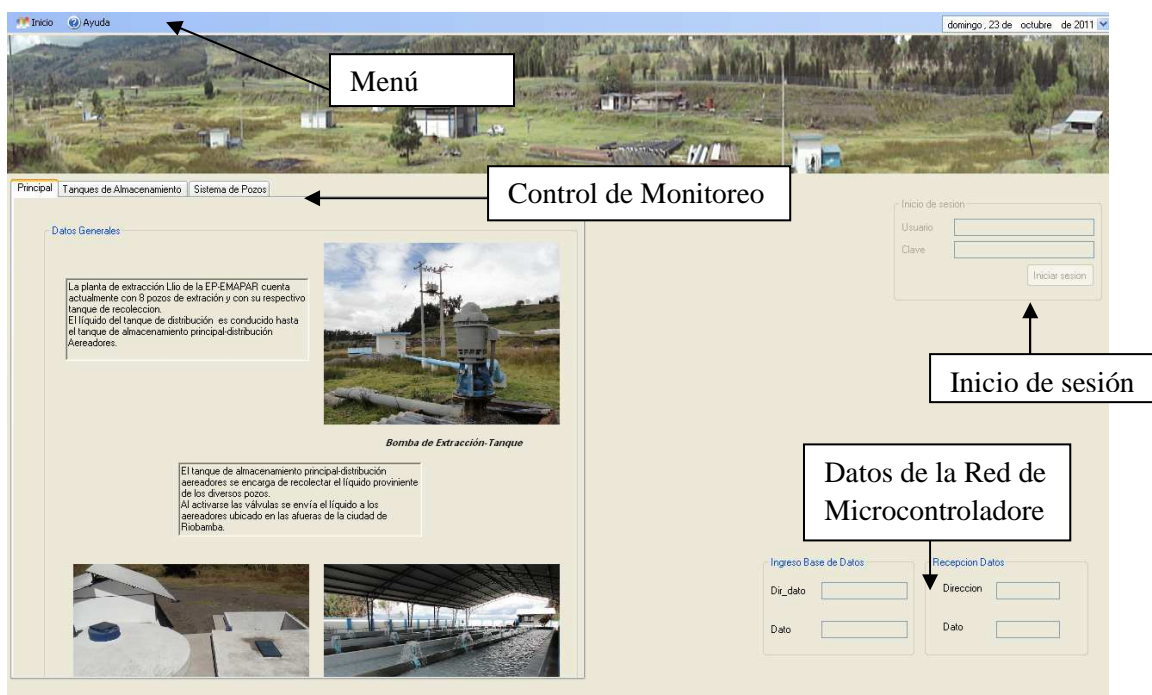 Inicio Ayuda
domingo , 23 de octubre de 2011
Menú
Principal Tanques de Almacenamiento Sistema de Pozos
Control de Monitoreo
Inicio de sesion
Usuario
Clave
Iniciar sesion
Inicio de sesión
Datos Generales
La planta de extracción Llio de la EP-EMAPAR cuenta
actualmente con 8 pozos de extración y con su respectivo
tanque de recoleccion.
El líquido del tanque de distribución es conducido hasta
el tanque de almacenamiento principal-distribución
Aereadores.
Bomba de Extracción-Tanque
El tanque de almacenamiento principal-distribución
aereadores se encarga de recolectar el líquido proviniente
de los diversos pozos.
Al activarse las válvulas se envía el líquido a los
aereadores ubicado en las afueras de la ciudad de
Riobamba.
Datos de la Red de
Microcontroladore
Ingreso Base de Datos
Dir_dato
Dato
Recepcion Datos
Direccion
Dato